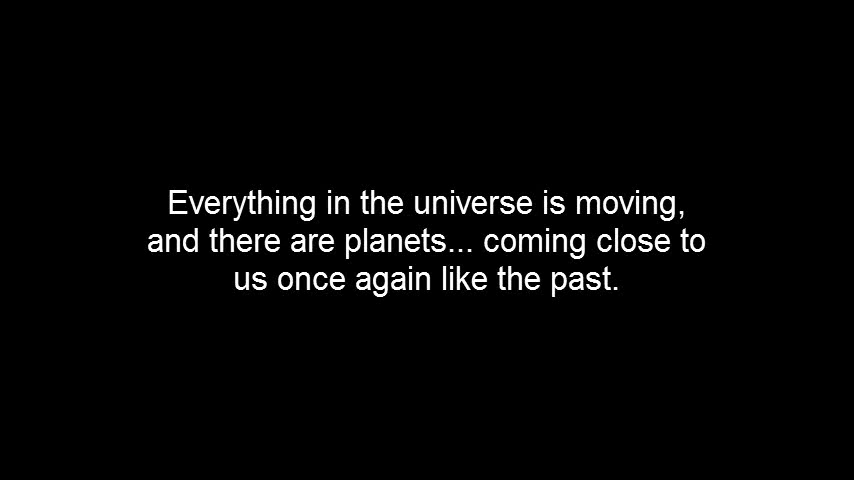 Everything in the universe is moving,
and there are planets... coming close to
us once again like the past.